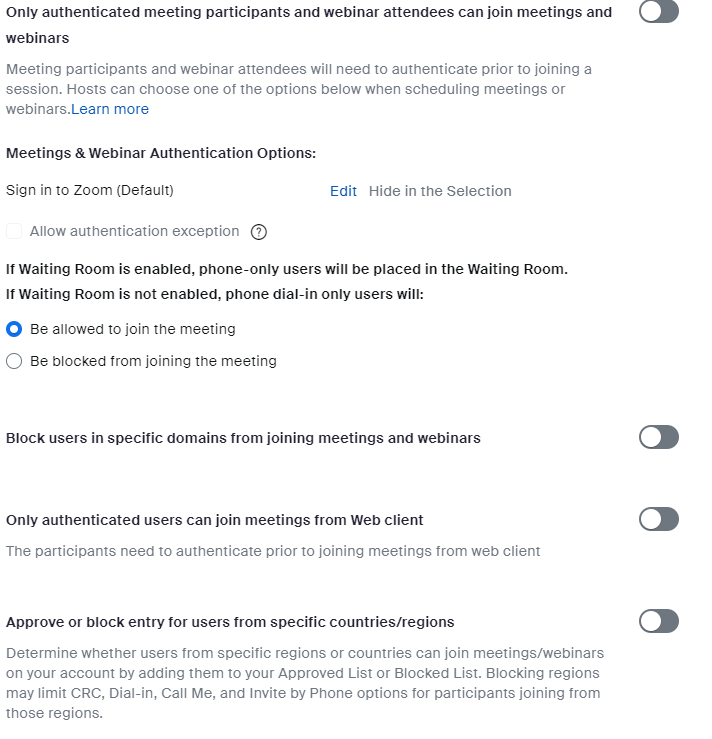 Only authenticated meeting participants and webinar attendees can join meetings and
webinars
Meeting participants and webinar attendees will need to authenticate prior to joining a
session. Hosts can choose one of the options below when scheduling meetings or
webinars.Learn more
Meetings & Webinar Authentication Options:
Sign in to Zoom (Default) Edit Hide in the Selection
Allow authentication exception ?
If Waiting Room is enabled, phone-only users will be placed in the Waiting Room.
If Waiting Room is not enabled, phone dial-in only users will:
Be allowed to join the meeting
Be blocked from joining the meeting
Block users in specific domains from joining meetings and webinars
Only authenticated users can join meetings from Web client
The participants need to authenticate prior to joining meetings from web client
Approve or block entry for users from specific countries/regions
Determine whether users from specific regions or countries can join meetings/webinars
on your account by adding them to your Approved List or Blocked List. Blocking regions
may limit CRC, Dial-in, Call Me, and Invite by Phone options for participants joining from
those regions.